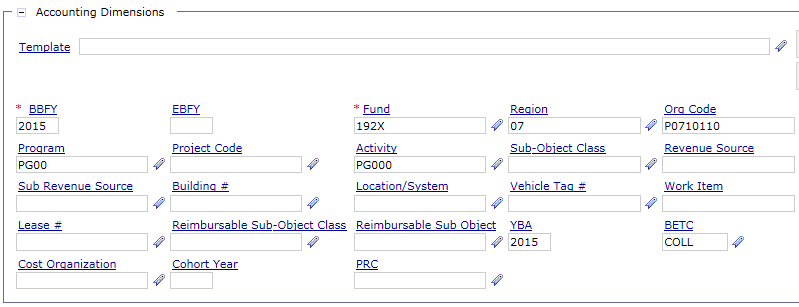 Accounting Dimensions
Template
* BBFY EBFY * Fund Region Org Code
2015 192X 07 P0710110
Program Project Code Activity Sub-Object Class Revenue Source
PG00 PG000
Sub Revenue Source Building # Location/System Vehicle Tag # Work Item
Lease # Reimbursable Sub-Object Class Reimbursable Sub Object YBA BETC
2015 COLL
Cost Organization Cohort Year PRC